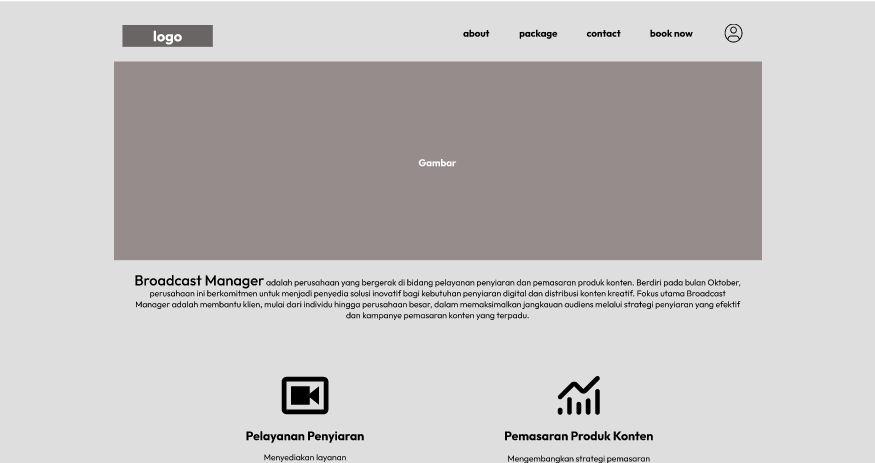 logo
about package contact book now
Gambar
Broadcast Manager adalah perusahaan yang bergerak di bidang pelayanan penyiaran dan pemasaran produk konten. Berdiri pada bulan Oktober,
perusahaan ini berkomitmen untuk menjadi penyedia solusi inovatif bagi kebutuhan penyiaran digital dan distribusi konten kreatif. Fokus utama Broadcast
Manager adalah membantu klien, mulai dari individu hingga perusahaan besar, dalam memaksimalkan jangkauan audiens melalui strategi penyiaran yang efektif
dan kampanye pemasaran konten yang terpadu.
Pelayanan Penyiaran
Menyediakan layanan
Pemasaran Produk Konten
Mengembangkan strategi pemasaran